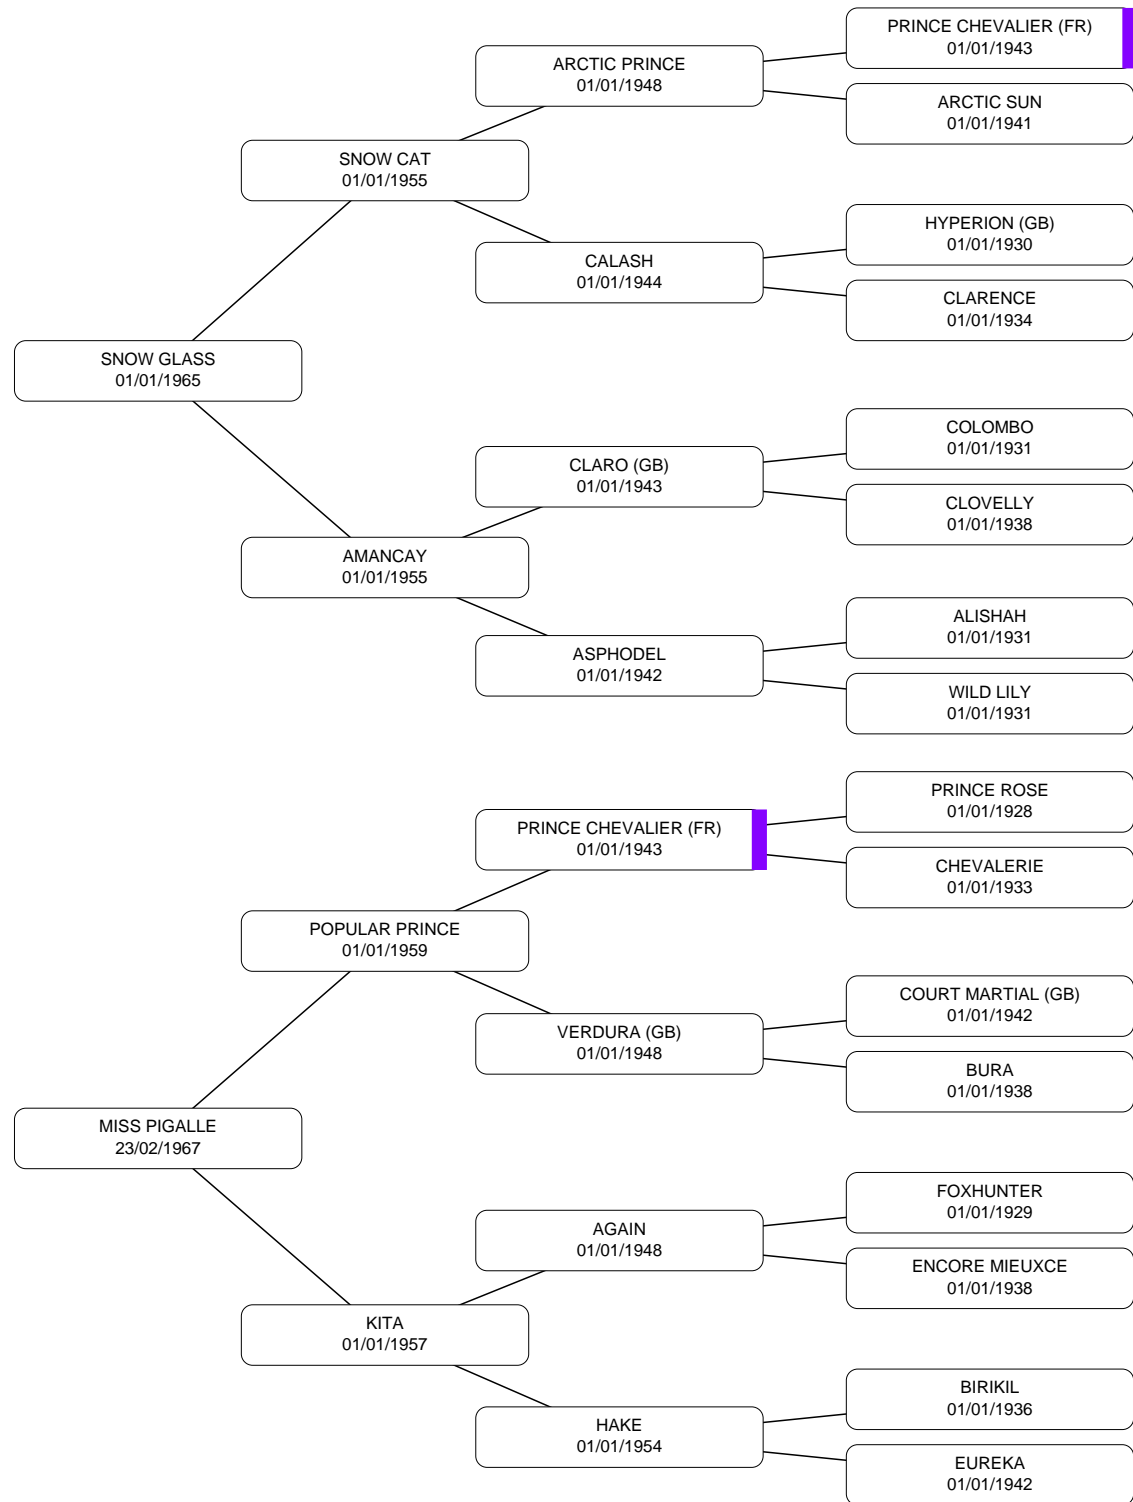 PRINCE CHEVALIER (FR)
01/01/1943
ARCTIC PRINCE
01/01/1948
ARCTIC SUN
01/01/1941
SNOW CAT
01/01/1955
HYPERION (GB)
01/01/1930
CALASH
01/01/1944
CLARENCE
01/01/1934
SNOW GLASS
01/01/1965
COLOMBO
01/01/1931
CLARO (GB)
01/01/1943
CLOVELLY
01/01/1938
AMANCAY
01/01/1955
ALISHAH
01/01/1931
ASPHODEL
01/01/1942
WILD LILY
01/01/1931
PRINCE ROSE
01/01/1928
PRINCE CHEVALIER (FR)
01/01/1943
CHEVALERIE
01/01/1933
POPULAR PRINCE
01/01/1959
COURT MARTIAL (GB)
01/01/1942
VERDURA (GB)
01/01/1948
BURA
01/01/1938
MISS PIGALLE
23/02/1967
FOXHUNTER
01/01/1929
AGAIN
01/01/1948
ENCORE MIEUXCE
01/01/1938
KITA
01/01/1957
BIRIKIL
01/01/1936
HAKE
01/01/1954
EUREKA
01/01/1942